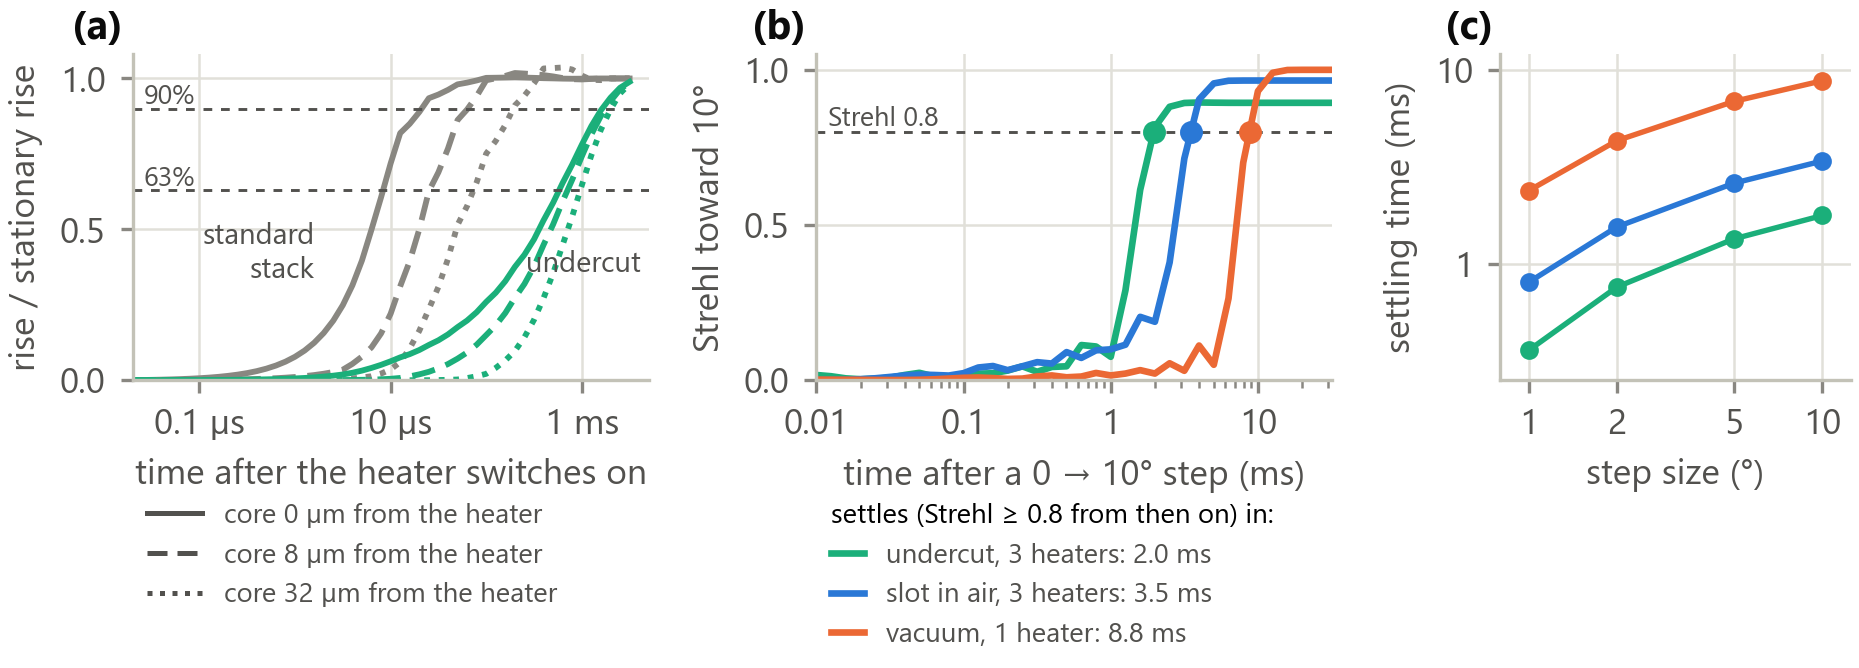 (a)
rise / stationary rise
1.0
0.5
0.0
90%
63%
standard
stack
undercut
0.1 µs
10 µs
1 ms
time after the heater switches on
core 0 µm from the heater
core 8 µm from the heater
core 32 µm from the heater
(b)
Strehl toward 10°
1.0
0.5
0.0
Strehl 0.8
0.01
0.1
1
10
time after a 0 → 10° step (ms)
settles (Strehl ≥ 0.8 from then on) in:
undercut, 3 heaters: 2.0 ms
slot in air, 3 heaters: 3.5 ms
vacuum, 1 heater: 8.8 ms
(c)
settling time (ms)
10
1
1
2
5
10
step size (°)